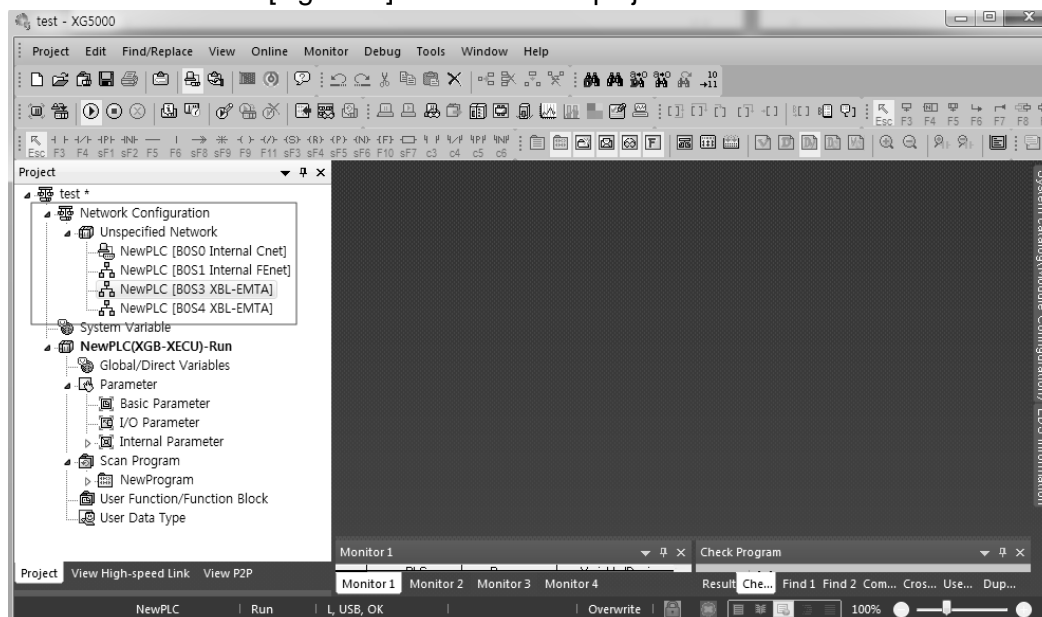 test - XG5000
Project Edit Find/Replace View Online Monitor Debug Tools Window Help
Esc F3 F4 F5 F6 F7 F8
Esc F3 F4 sF1 sF2 F5 F6 sF8 sF9 F9 F11 sF3 sF4 sF5 sF6 F10 sF7 c3 c4 c5 c6
Project
test *
Network Configuration
Unspecified Network
NewPLC [B0S0 Internal Cnet]
NewPLC [B0S1 Internal FEnet]
NewPLC [B0S3 XBL-EMTA]
NewPLC [B0S4 XBL-EMTA]
System Variable
NewPLC(XGB-XECU)-Run
Global/Direct Variables
Parameter
Basic Parameter
I/O Parameter
Internal Parameter
Scan Program
NewProgram
User Function/Function Block
User Data Type
Project View High-speed Link View P2P
System Catalog(Module Configuration)
EDS Information
Monitor 1
Check Program
Monitor 1 Monitor 2 Monitor 3 Monitor 4
Result Che... Find 1 Find 2 Com... Cros... Use... Dup...
NewPLC Run L, USB, OK Overwrite 100%